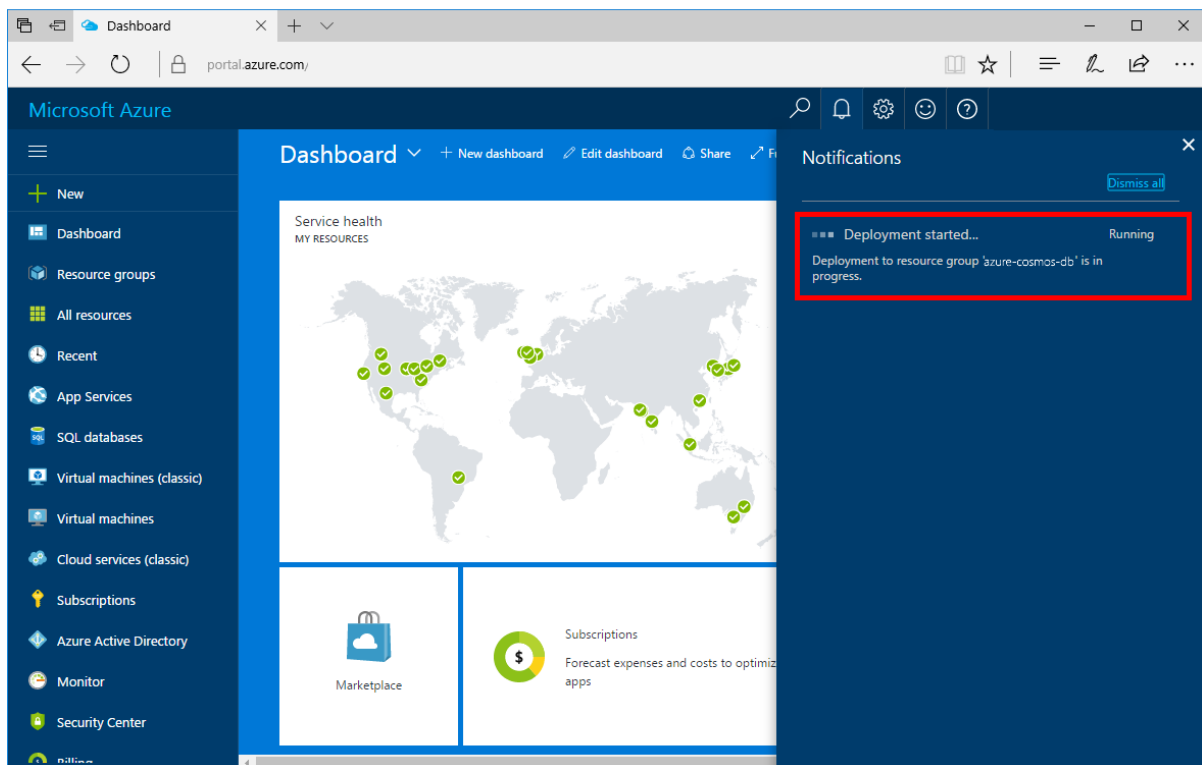 Dashboard
portal.azure.com/
Microsoft Azure
New
Dashboard
Resource groups
All resources
Recent
App Services
SQL databases
Virtual machines (classic)
Virtual machines
Cloud services (classic)
Subscriptions
Azure Active Directory
Monitor
Security Center
Billing
Dashboard
New dashboard
Edit dashboard
Share
Service health
MY RESOURCES
Marketplace
$
Subscriptions
Forecast expenses and costs to optimiz
apps
Notifications
Dismiss all
Deployment started... Running
Deployment to resource group 'azure-cosmos-db' is in
progress.